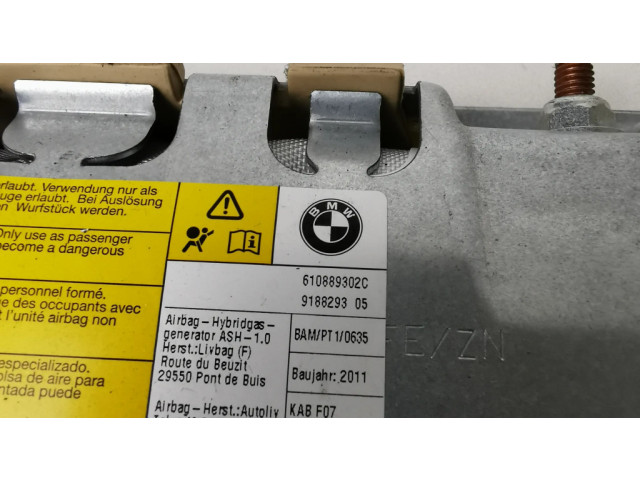 erlaubt. Verwendung nur als
uge erlaubt. Bei Auslösung
n Wurfstück werden.
Only use as passenger
become a dangerous
personnel formé.
e des occupants avec
t l'unité airbag non
especializado.
olsa de aire para
ntada puede
BMW
610889302C
9188293 05
Airbag-Hybridgas-
generator ASH-1.0
Herst.:Livbag (F)
Route du Beuzit
29550 Pont de Buis
BAM/PT1/0635
Baujahr: 2011
Airbag-Herst.:Autoliv
KAB F07
FE/ZN